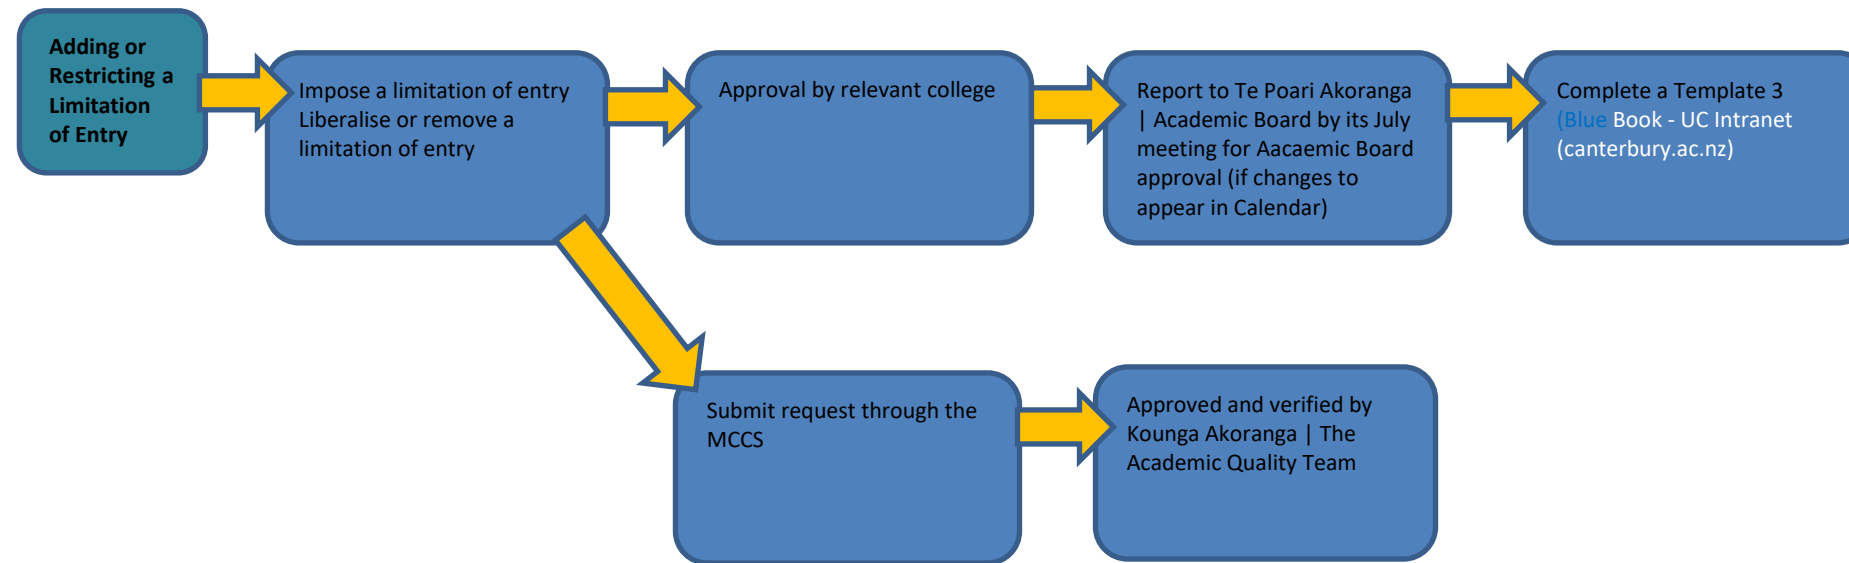 Adding or
Restricting a
Limitation
of Entry
Impose a limitation of entry
Liberalise or remove a
limitation of entry
Approval by relevant college
Report to Te Poari Akoranga
| Academic Board by its July
meeting for Aacaemic Board
approval (if changes to
appear in Calendar)
Complete a Template 3
(Blue Book - UC Intranet
(canterbury.ac.nz)
Submit request through the
MCCS
Approved and verified by
Kounga Akoranga | The
Academic Quality Team